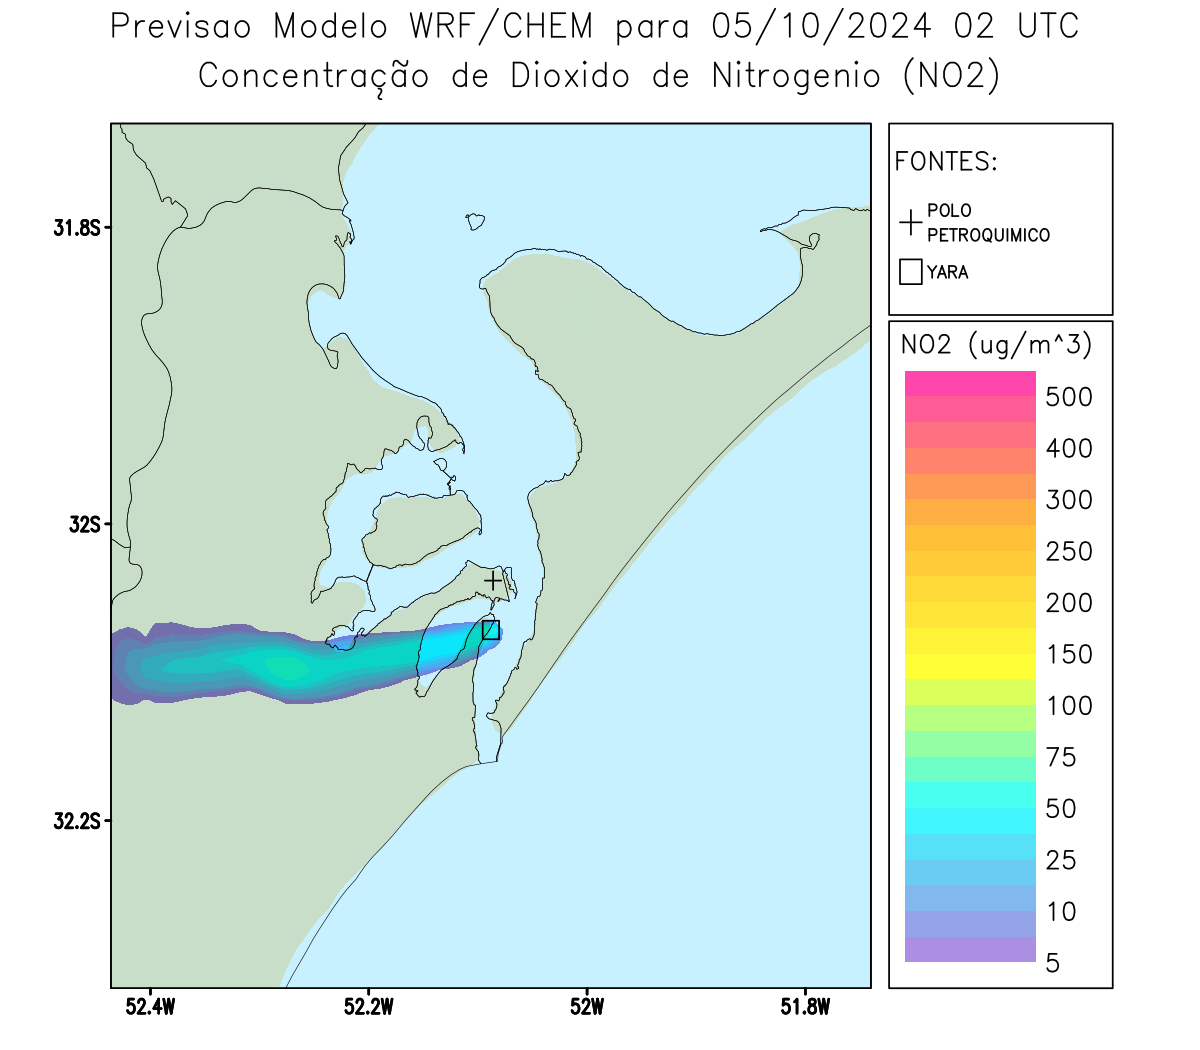 Previsao Modelo WRF/CHEM para 05/10/2024 02 UTC
Concentração de Dioxido de Nitrogenio (NO2)
FONTES:
POLO
PETROQUIMICO
YARA
NO2 (ug/m^3)
500
400
300
250
200
150
100
75
50
25
10
5
31.8S
32S
32.2S
52.4W
52.2W
52W
51.8W